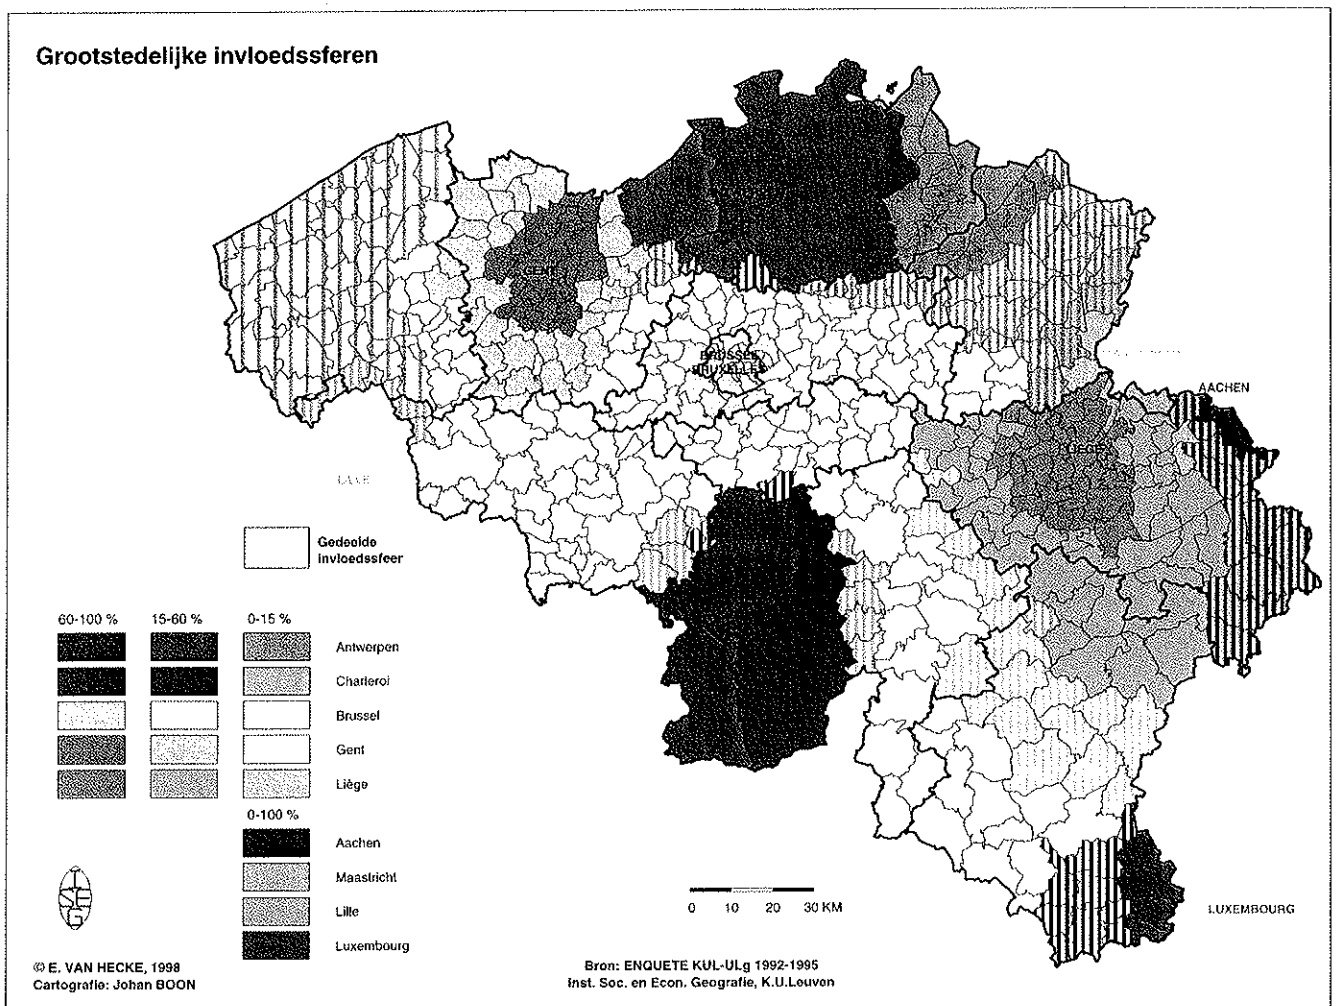 Grootstedelijke invloedssferen
GENT
BRUSSEL
BRUXELLES
AACHEN
LIEGE
LILLE
Gedeelde
invloedssfeer
60-100 %
15-60 %
0-15 %
Antwerpen
Charleroi
Brussel
Gent
Liège
0-100 %
Aachen
Maastricht
Lille
Luxembourg
I
SE
G
0 10 20 30 KM
LUXEMBOURG
© E. VAN HECKE, 1998
Cartografie: Johan BOON
Bron: ENQUETE KUL-ULg 1992-1995
Inst. Soc. en Econ. Geografie, K.U.Leuven